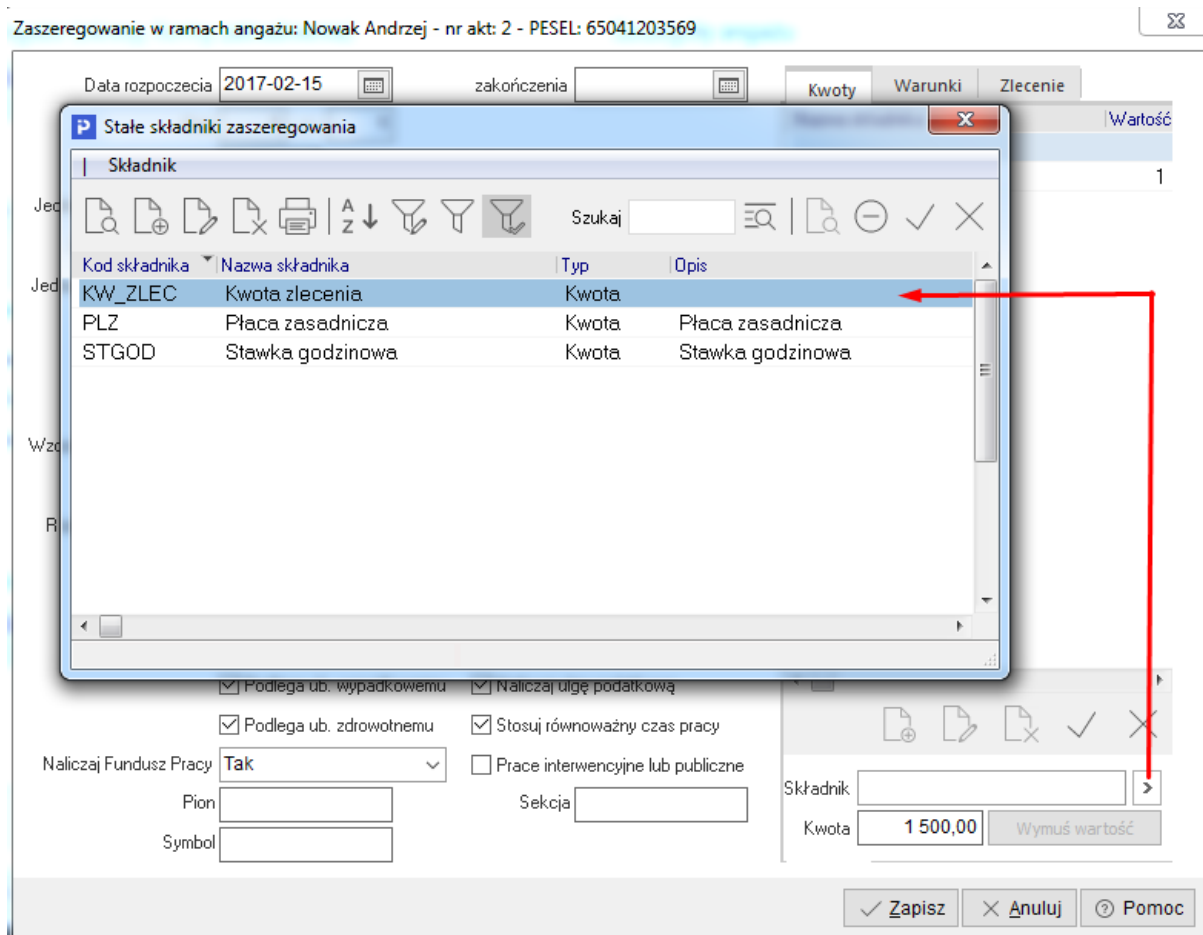 Zaszeregowanie w ramach angażu: Nowak Andrzej - nr akt: 2 - PESEL: 65041203569
Data rozpoczecia 2017-02-15 zakończenia Kwoty Warunki Zlecenie
Stałe składniki zaszeregowania
Wartość
Składnik
1
Szukaj
Kod składnika Nazwa składnika Typ Opis
KW_ZLEC Kwota zlecenia Kwota
PLZ Płaca zasadnicza Kwota Płaca zasadnicza
STGOD Stawka godzinowa Kwota Stawka godzinowa
Podlega ub. wypadkowemu Naliczaj ulgę podatkową
Podlega ub. zdrowotnemu Stosuj równoważny czas pracy
Naliczaj Fundusz Pracy Tak Prace interwencyjne lub publiczne
Składnik
Pion Sekcja
Kwota 1 500,00 Wymuś wartość
Symbol
Zapisz Anuluj Pomoc